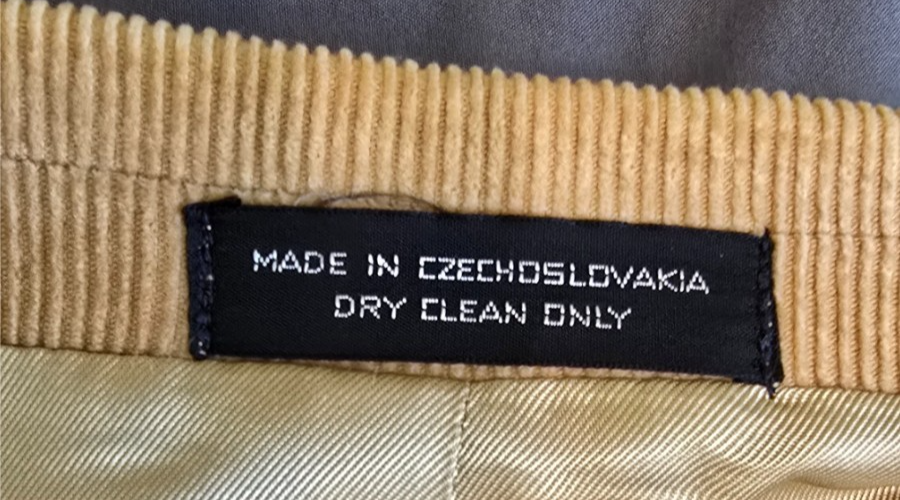 MADE IN CZECHOSLOVAKIA
DRY CLEAN ONLY